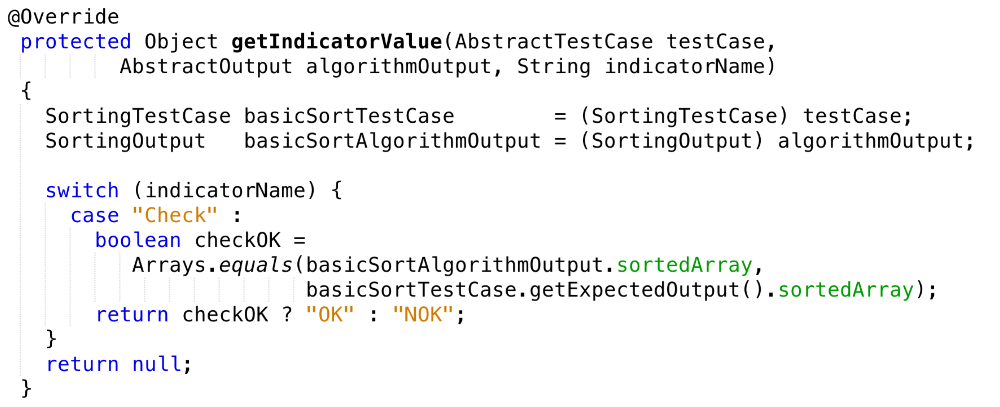 @Override
protected Object getIndicatorValue(AbstractTestCase testCase,
AbstractOutput algorithmOutput, String indicatorName)
{
SortingTestCase basicSortTestCase = (SortingTestCase) testCase;
SortingOutput basicSortAlgorithmOutput = (SortingOutput) algorithmOutput;
switch (indicatorName) {
case "Check" :
boolean checkOK =
Arrays.equals(basicSortAlgorithmOutput.sortedArray,
basicSortTestCase.getExpectedOutput().sortedArray);
return checkOK ? "OK" : "NOK";
}
return null;
}